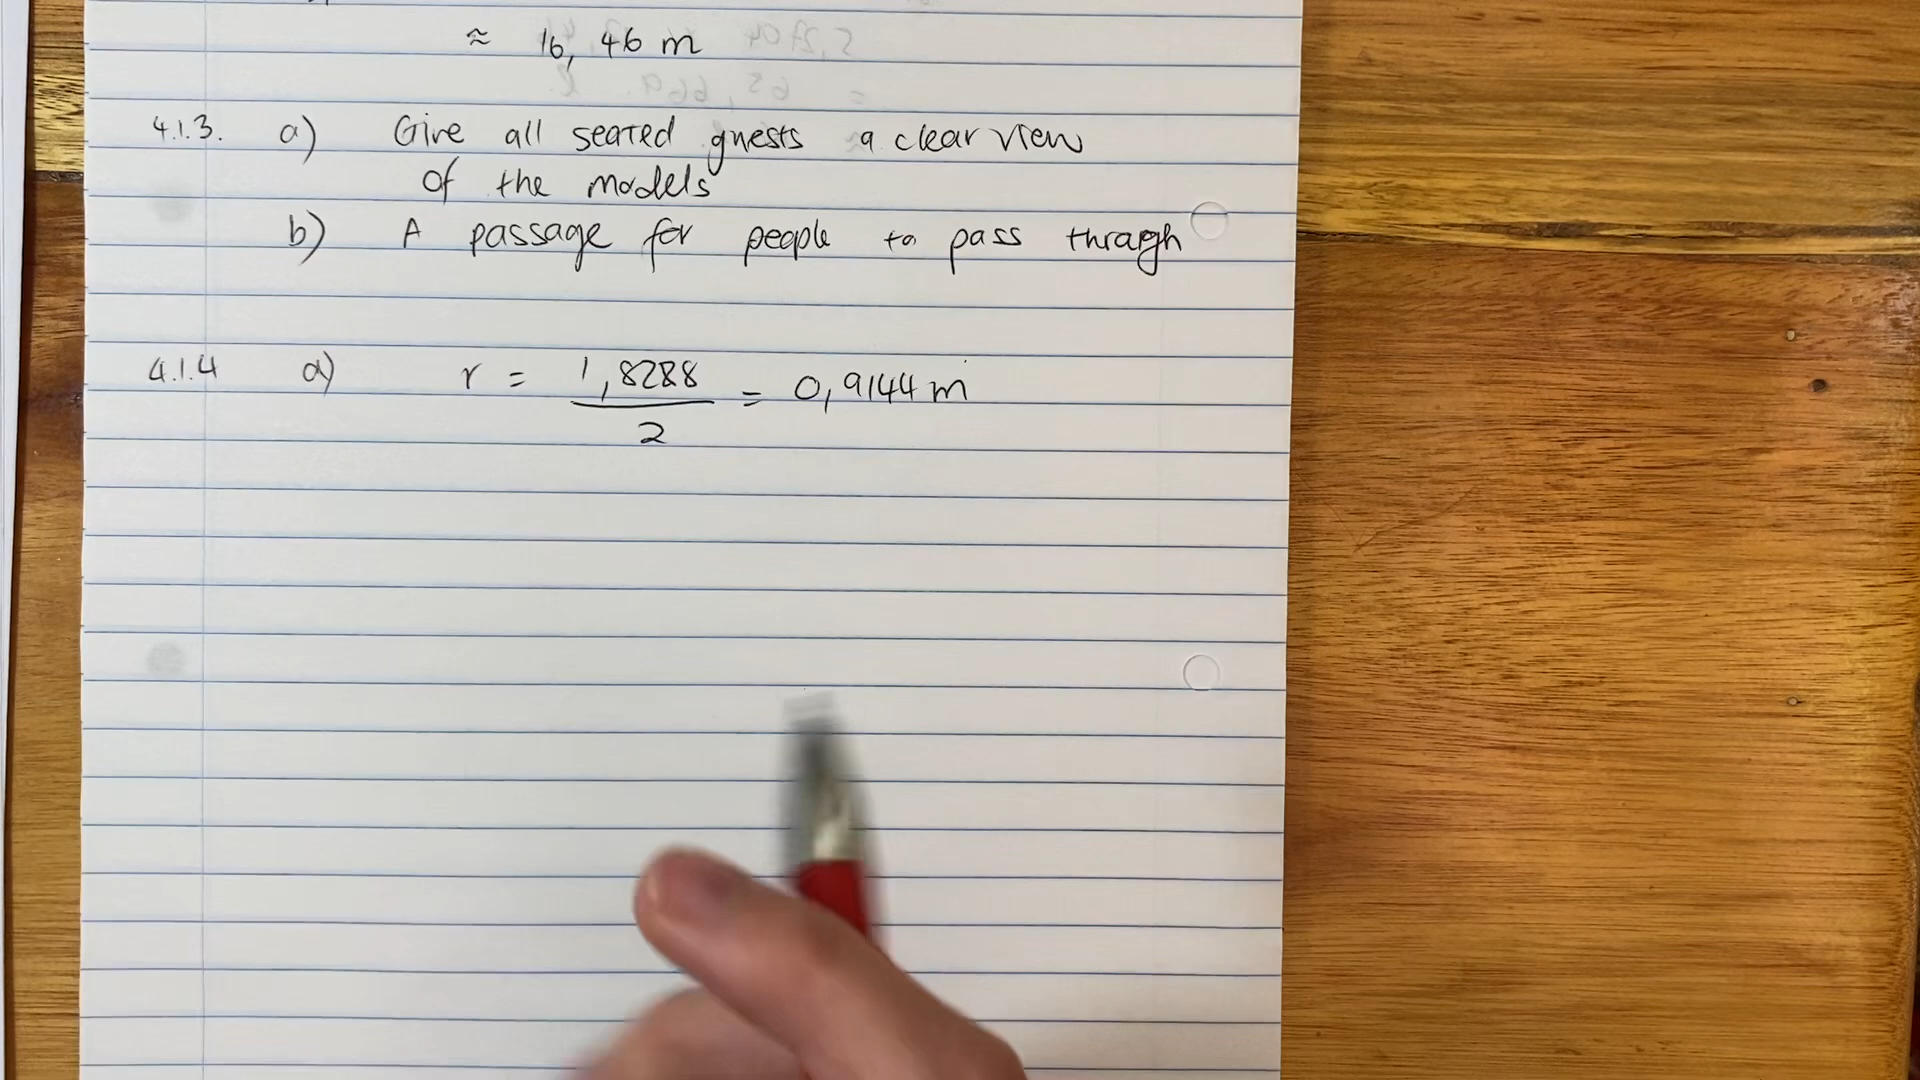 ≈ 16,46 m
4.1.3. a) Give all seated guests a clear view
of the models
b) A passage for people to pass through
4.1.4 a) r = 1,8288 / 2 = 0,9144 m